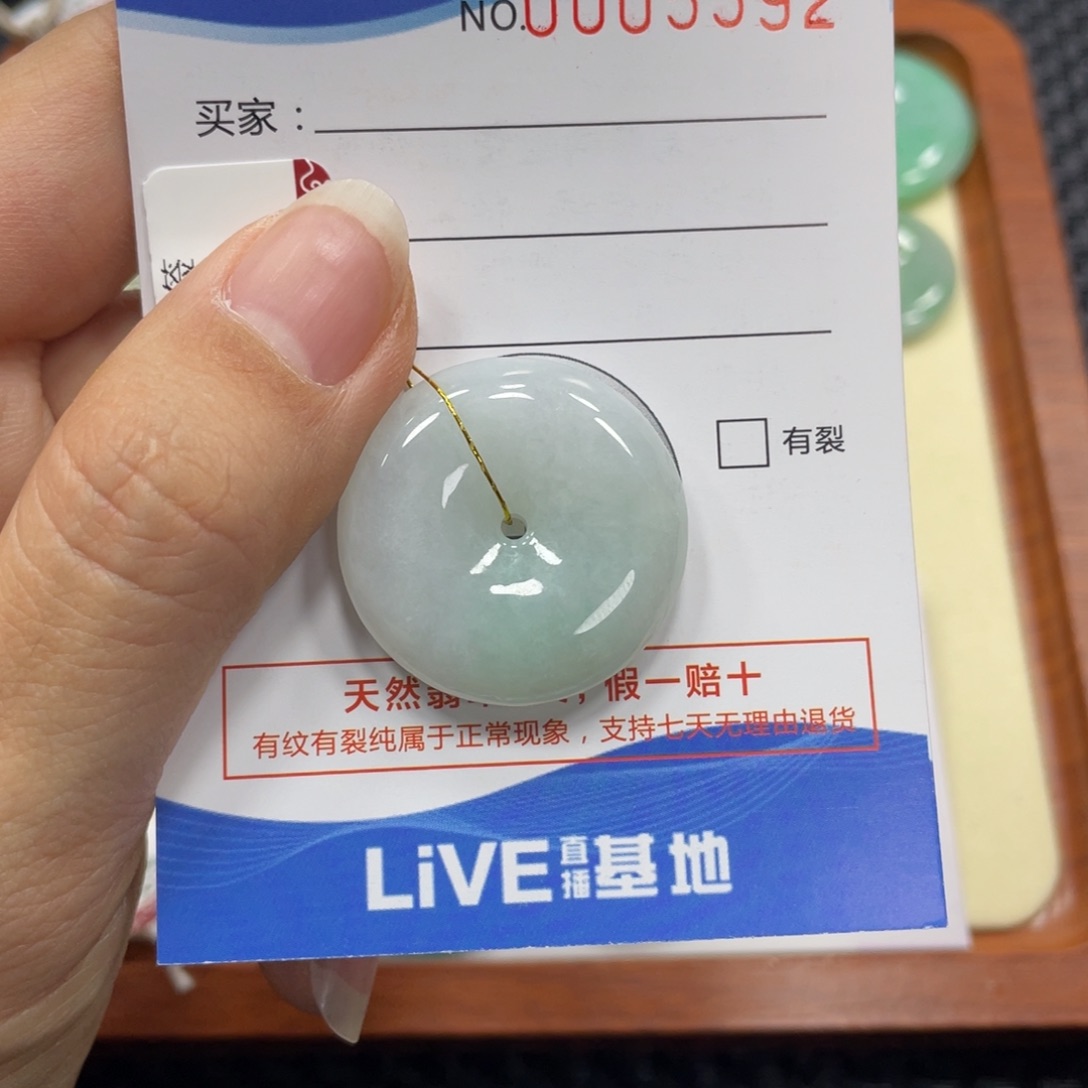 NO.
买家：
有裂
天然翡，假一赔十
有纹有裂纯属于正常现象，支持七天无理由退货
LiVE直播基地